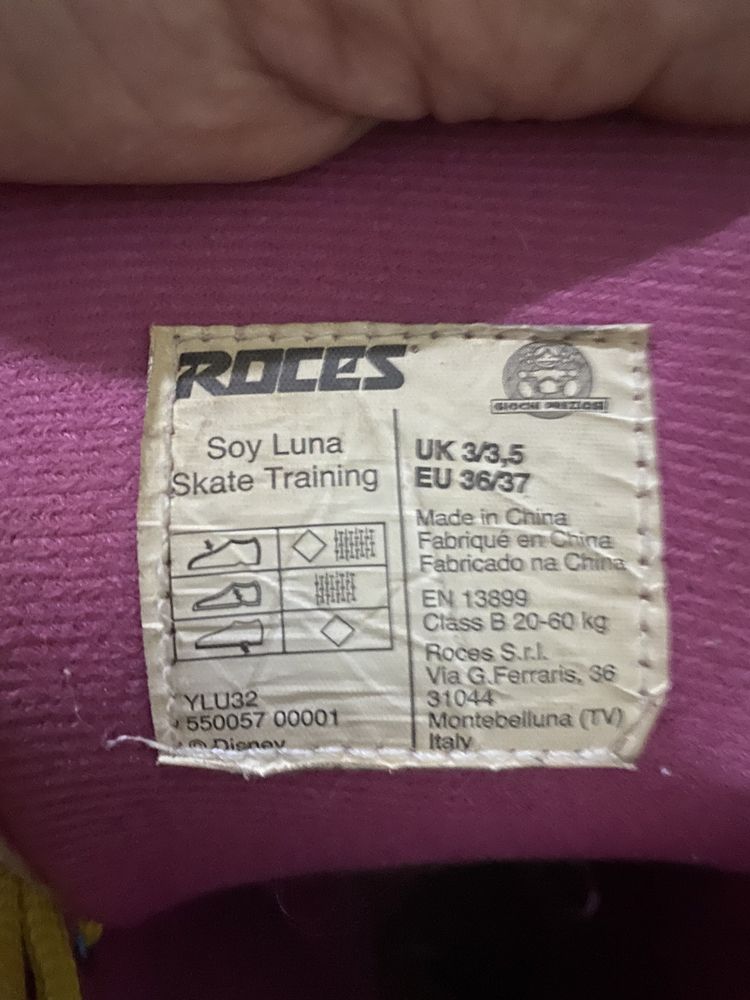 ROCES
GIOCHI PREZIOSI
Soy Luna
Skate Training
YLU32
550057 00001
© Disney
UK 3/3,5
EU 36/37
Made in China
Fabriqué en China
Fabricado na China
EN 13899
Class B 20-60 kg
Roces S.r.l.
Via G.Ferraris, 36
31044
Montebelluna (TV)
Italy